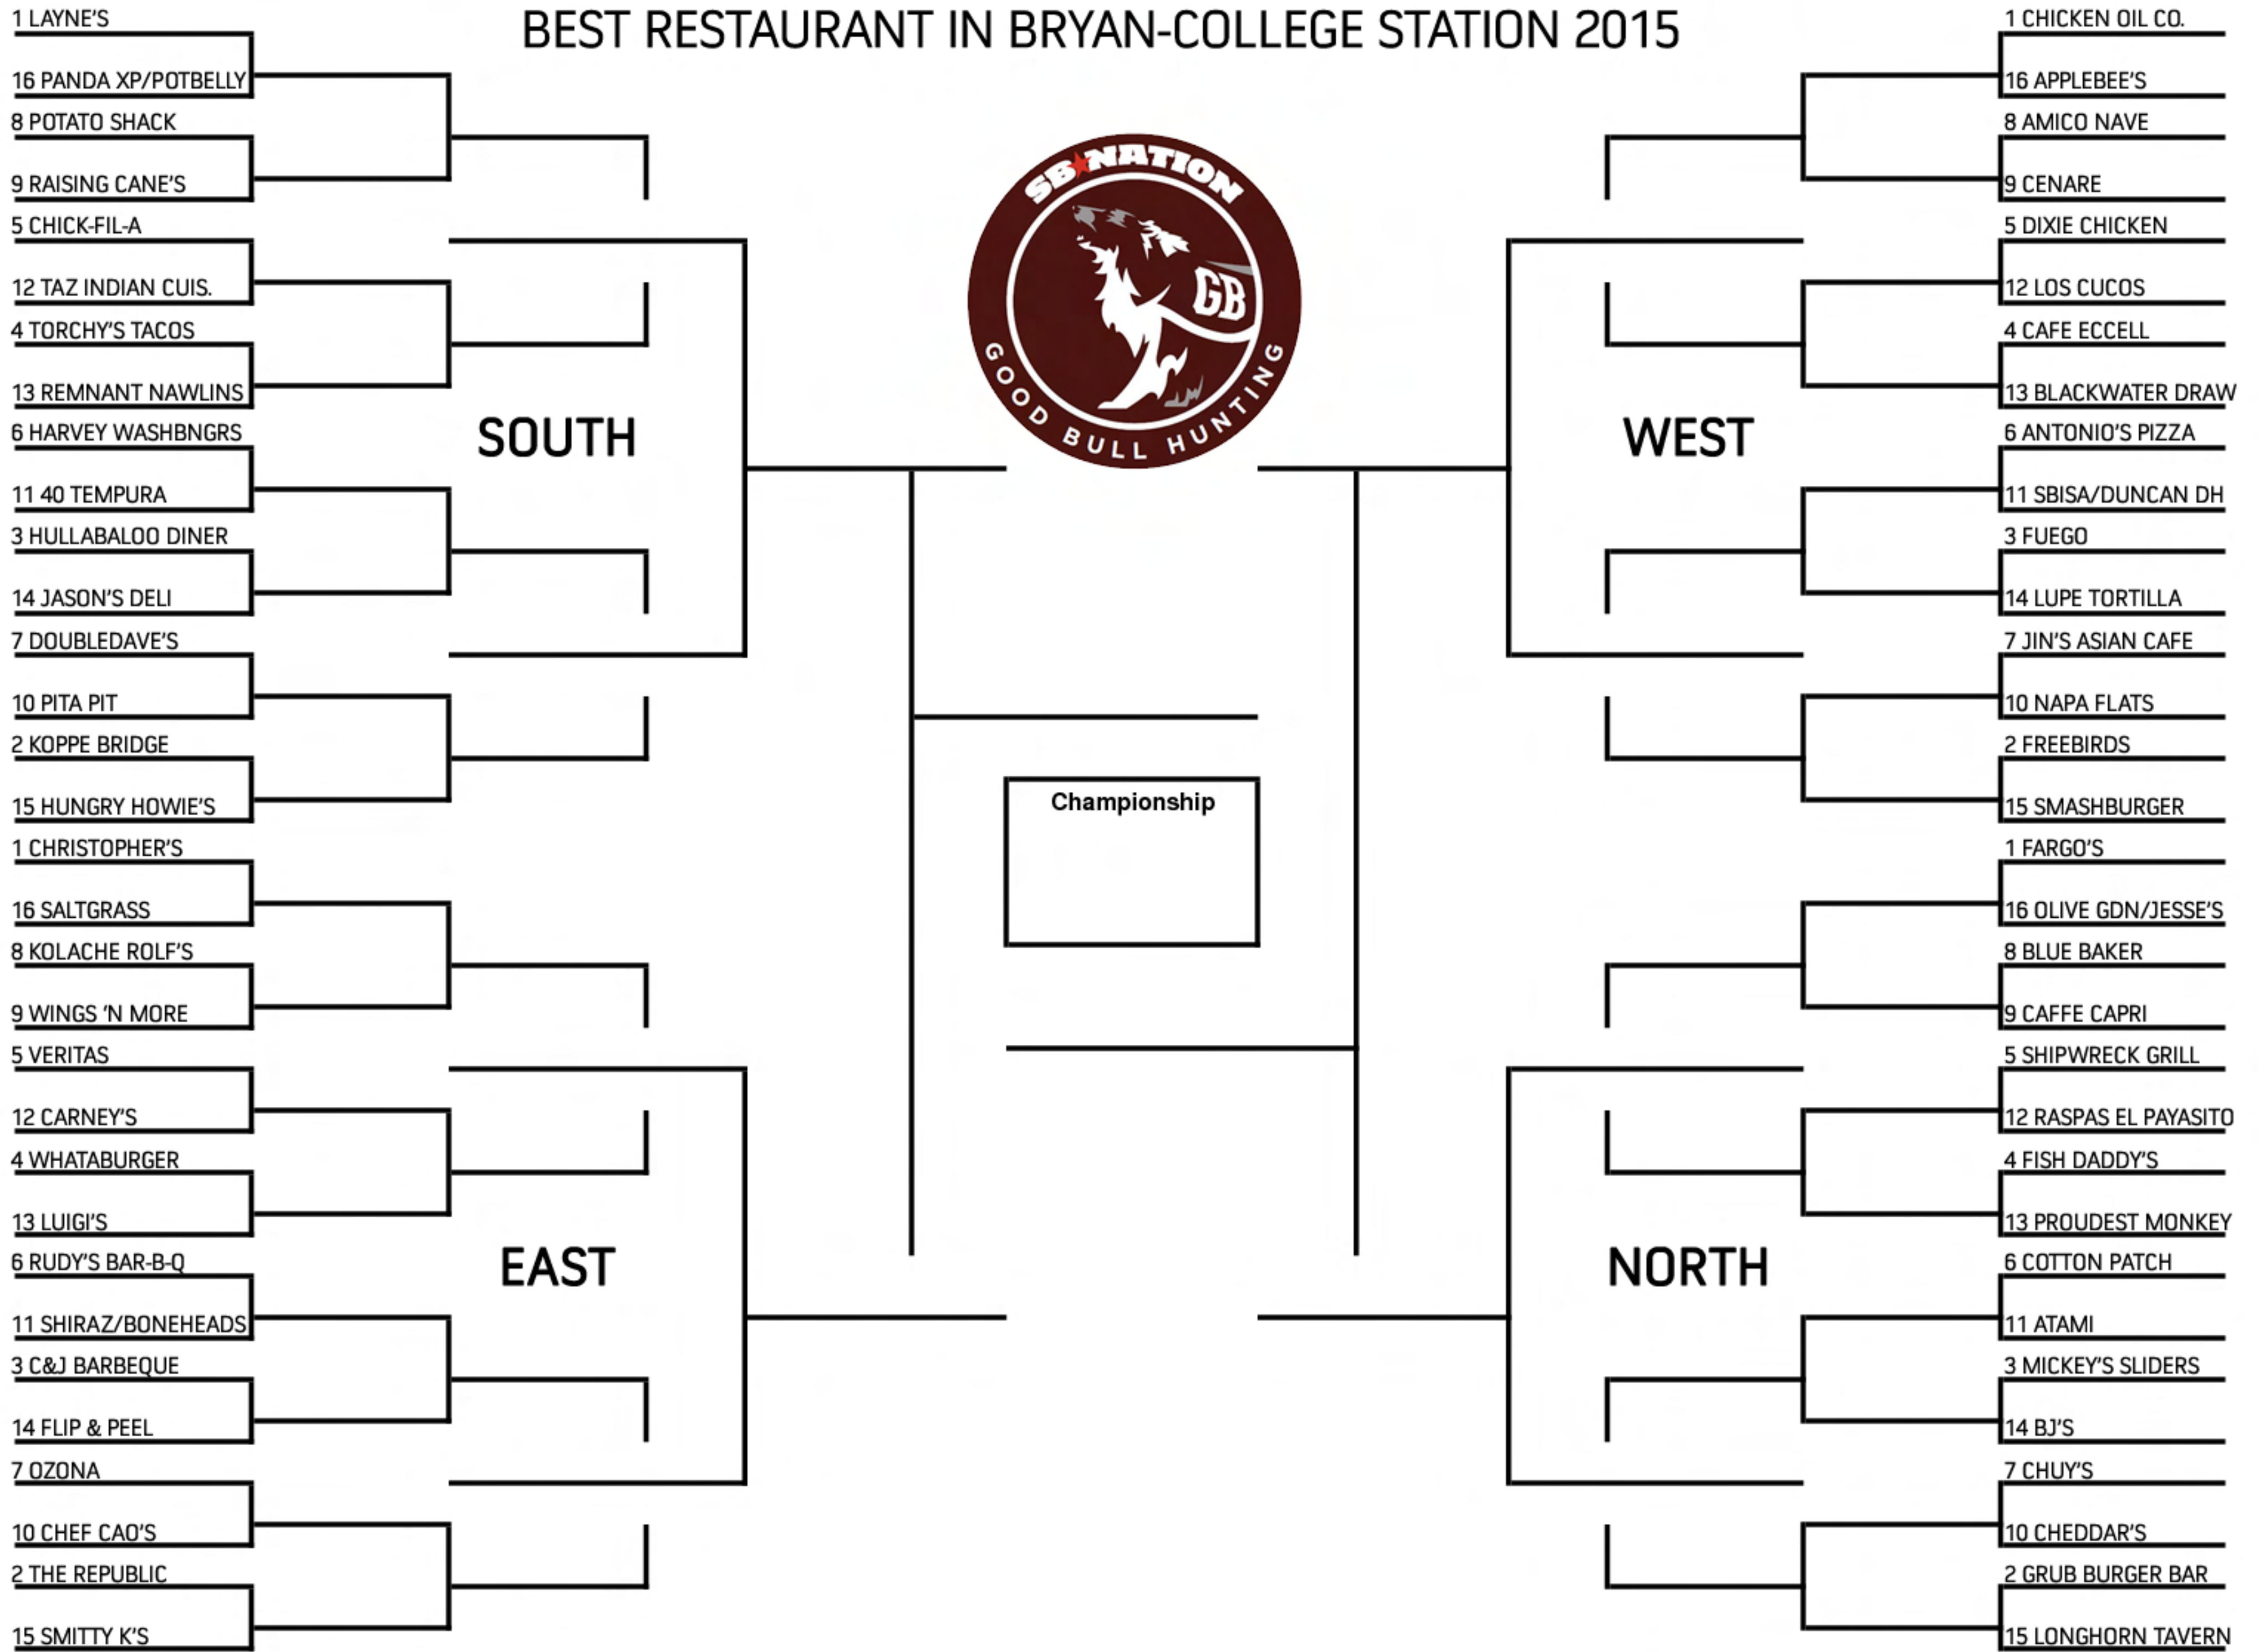 BEST RESTAURANT IN BRYAN-COLLEGE STATION 2015
1 LAYNE'S
16 PANDA XP/POTBELLY
8 POTATO SHACK
9 RAISING CANE'S
5 CHICK-FIL-A
12 TAZ INDIAN CUIS.
4 TORCHY'S TACOS
13 REMNANT NAWLINS
6 HARVEY WASHBNGRS
11 40 TEMPURA
3 HULLABALOO DINER
14 JASON'S DELI
7 DOUBLEDAVE'S
10 PITA PIT
2 KOPPE BRIDGE
15 HUNGRY HOWIE'S
SOUTH
1 CHRISTOPHER'S
16 SALTGRASS
8 KOLACHE ROLF'S
9 WINGS 'N MORE
5 VERITAS
12 CARNEY'S
4 WHATABURGER
13 LUIGI'S
6 RUDY'S BAR-B-Q
11 SHIRAZ/BONEHEADS
3 C&J BARBEQUE
14 FLIP & PEEL
7 OZONA
10 CHEF CAO'S
2 THE REPUBLIC
15 SMITTY K'S
EAST
SB NATION
GB
GOOD BULL HUNTING
Championship
1 CHICKEN OIL CO.
16 APPLEBEE'S
8 AMICO NAVE
9 CENARE
5 DIXIE CHICKEN
12 LOS CUCOS
4 CAFE ECCELL
13 BLACKWATER DRAW
6 ANTONIO'S PIZZA
11 SBISA/DUNCAN DH
3 FUEGO
14 LUPE TORTILLA
7 JIN'S ASIAN CAFE
10 NAPA FLATS
2 FREEBIRDS
15 SMASHBURGER
WEST
1 FARGO'S
16 OLIVE GDN/JESSE'S
8 BLUE BAKER
9 CAFFE CAPRI
5 SHIPWRECK GRILL
12 RASPAS EL PAYASITO
4 FISH DADDY'S
13 PROUDEST MONKEY
6 COTTON PATCH
11 ATAMI
3 MICKEY'S SLIDERS
14 BJ'S
7 CHUY'S
10 CHEDDAR'S
2 GRUB BURGER BAR
15 LONGHORN TAVERN
NORTH